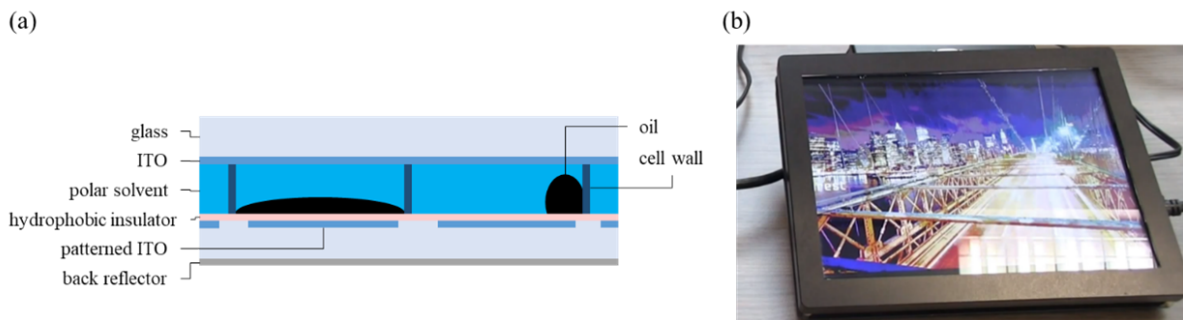 (a)
(b)
glass
ITO
polar solvent
hydrophobic insulator
patterned ITO
back reflector
oil
cell wall